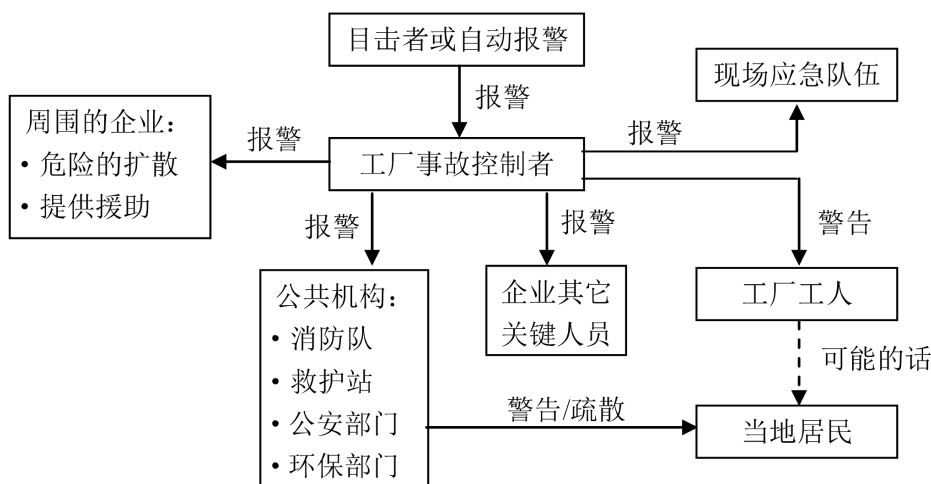 目击者或自动报警
报警
现场应急队伍
周围的企业：
• 危险的扩散
• 提供援助
报警
工厂事故控制者
报警
报警
报警
警告
公共机构：
• 消防队
• 救护站
• 公安部门
• 环保部门
企业其它
关键人员
工厂工人
可能的话
警告/疏散
当地居民